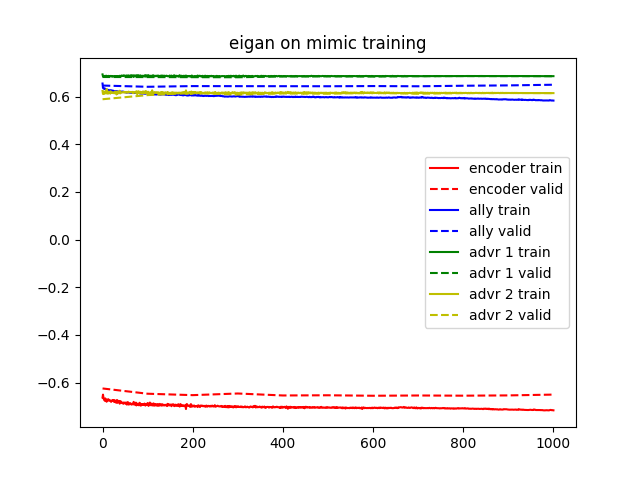 eigan on mimic training
0.6
0.4
0.2
0.0
−0.2
−0.4
−0.6
0
200
400
600
800
1000
encoder train
encoder valid
ally train
ally valid
advr 1 train
advr 1 valid
advr 2 train
advr 2 valid